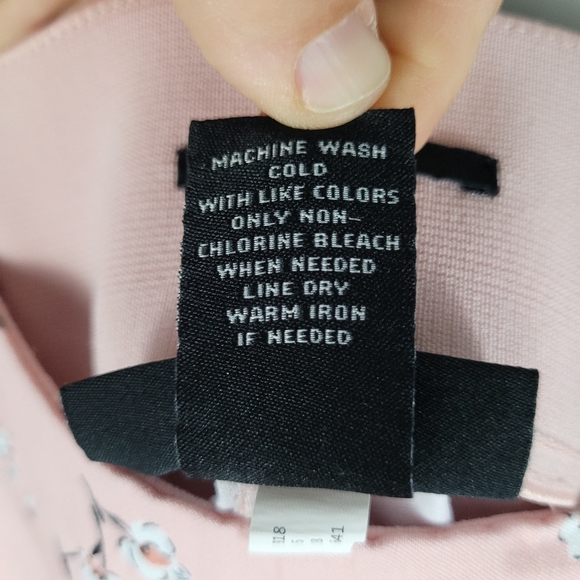 MACHINE WASH
COLD
WITH LIKE COLORS
ONLY NON-
CHLORINE BLEACH
WHEN NEEDED
LINE DRY
WARM IRON
IF NEEDED